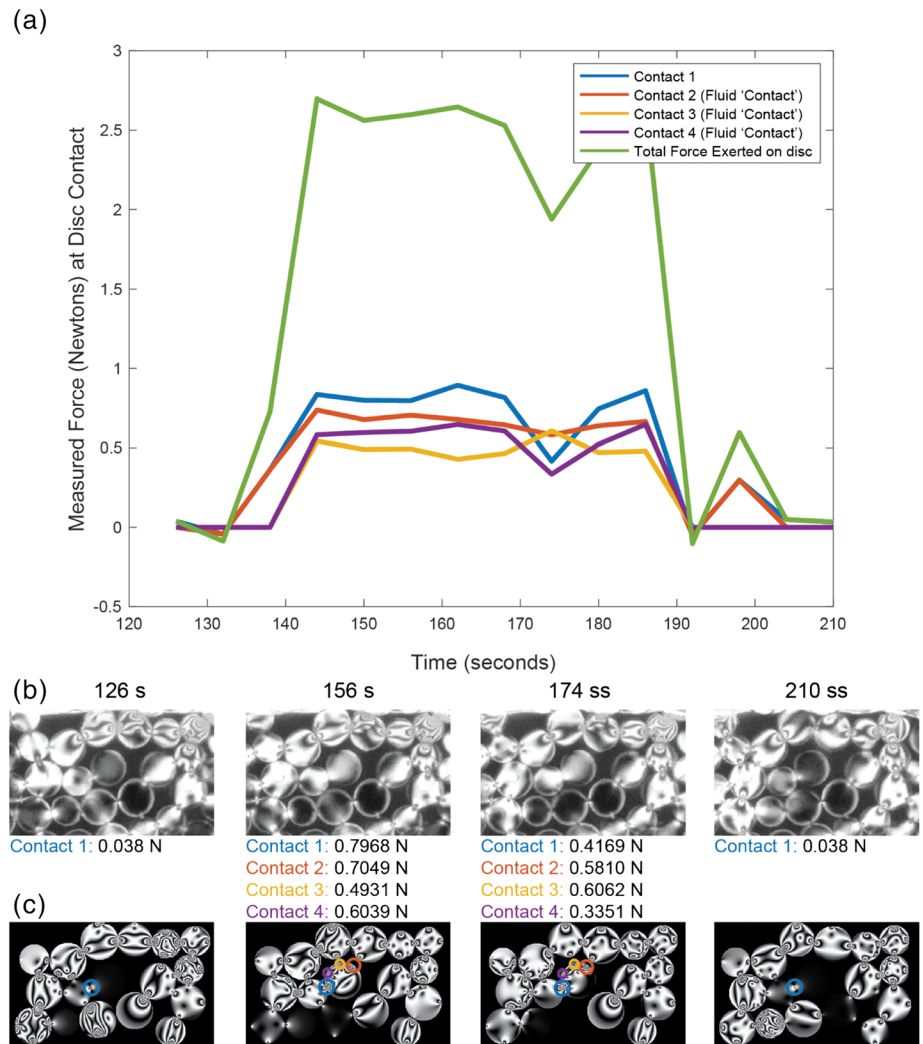 (a)
3
2.5
2
1.5
1
0.5
0
-0.5
Measured Force (Newtons) at Disc Contact
Contact 1
Contact 2 (Fluid 'Contact')
Contact 3 (Fluid 'Contact')
Contact 4 (Fluid 'Contact')
Total Force Exerted on disc
120 130 140 150 160 170 180 190 200 210
Time (seconds)
(b)
126 s 156 s 174 ss 210 ss
Contact 1: 0.038 N Contact 1: 0.7968 N Contact 1: 0.4169 N Contact 1: 0.038 N
Contact 2: 0.7049 N Contact 2: 0.5810 N
Contact 3: 0.4931 N Contact 3: 0.6062 N
(c) Contact 4: 0.6039 N Contact 4: 0.3351 N